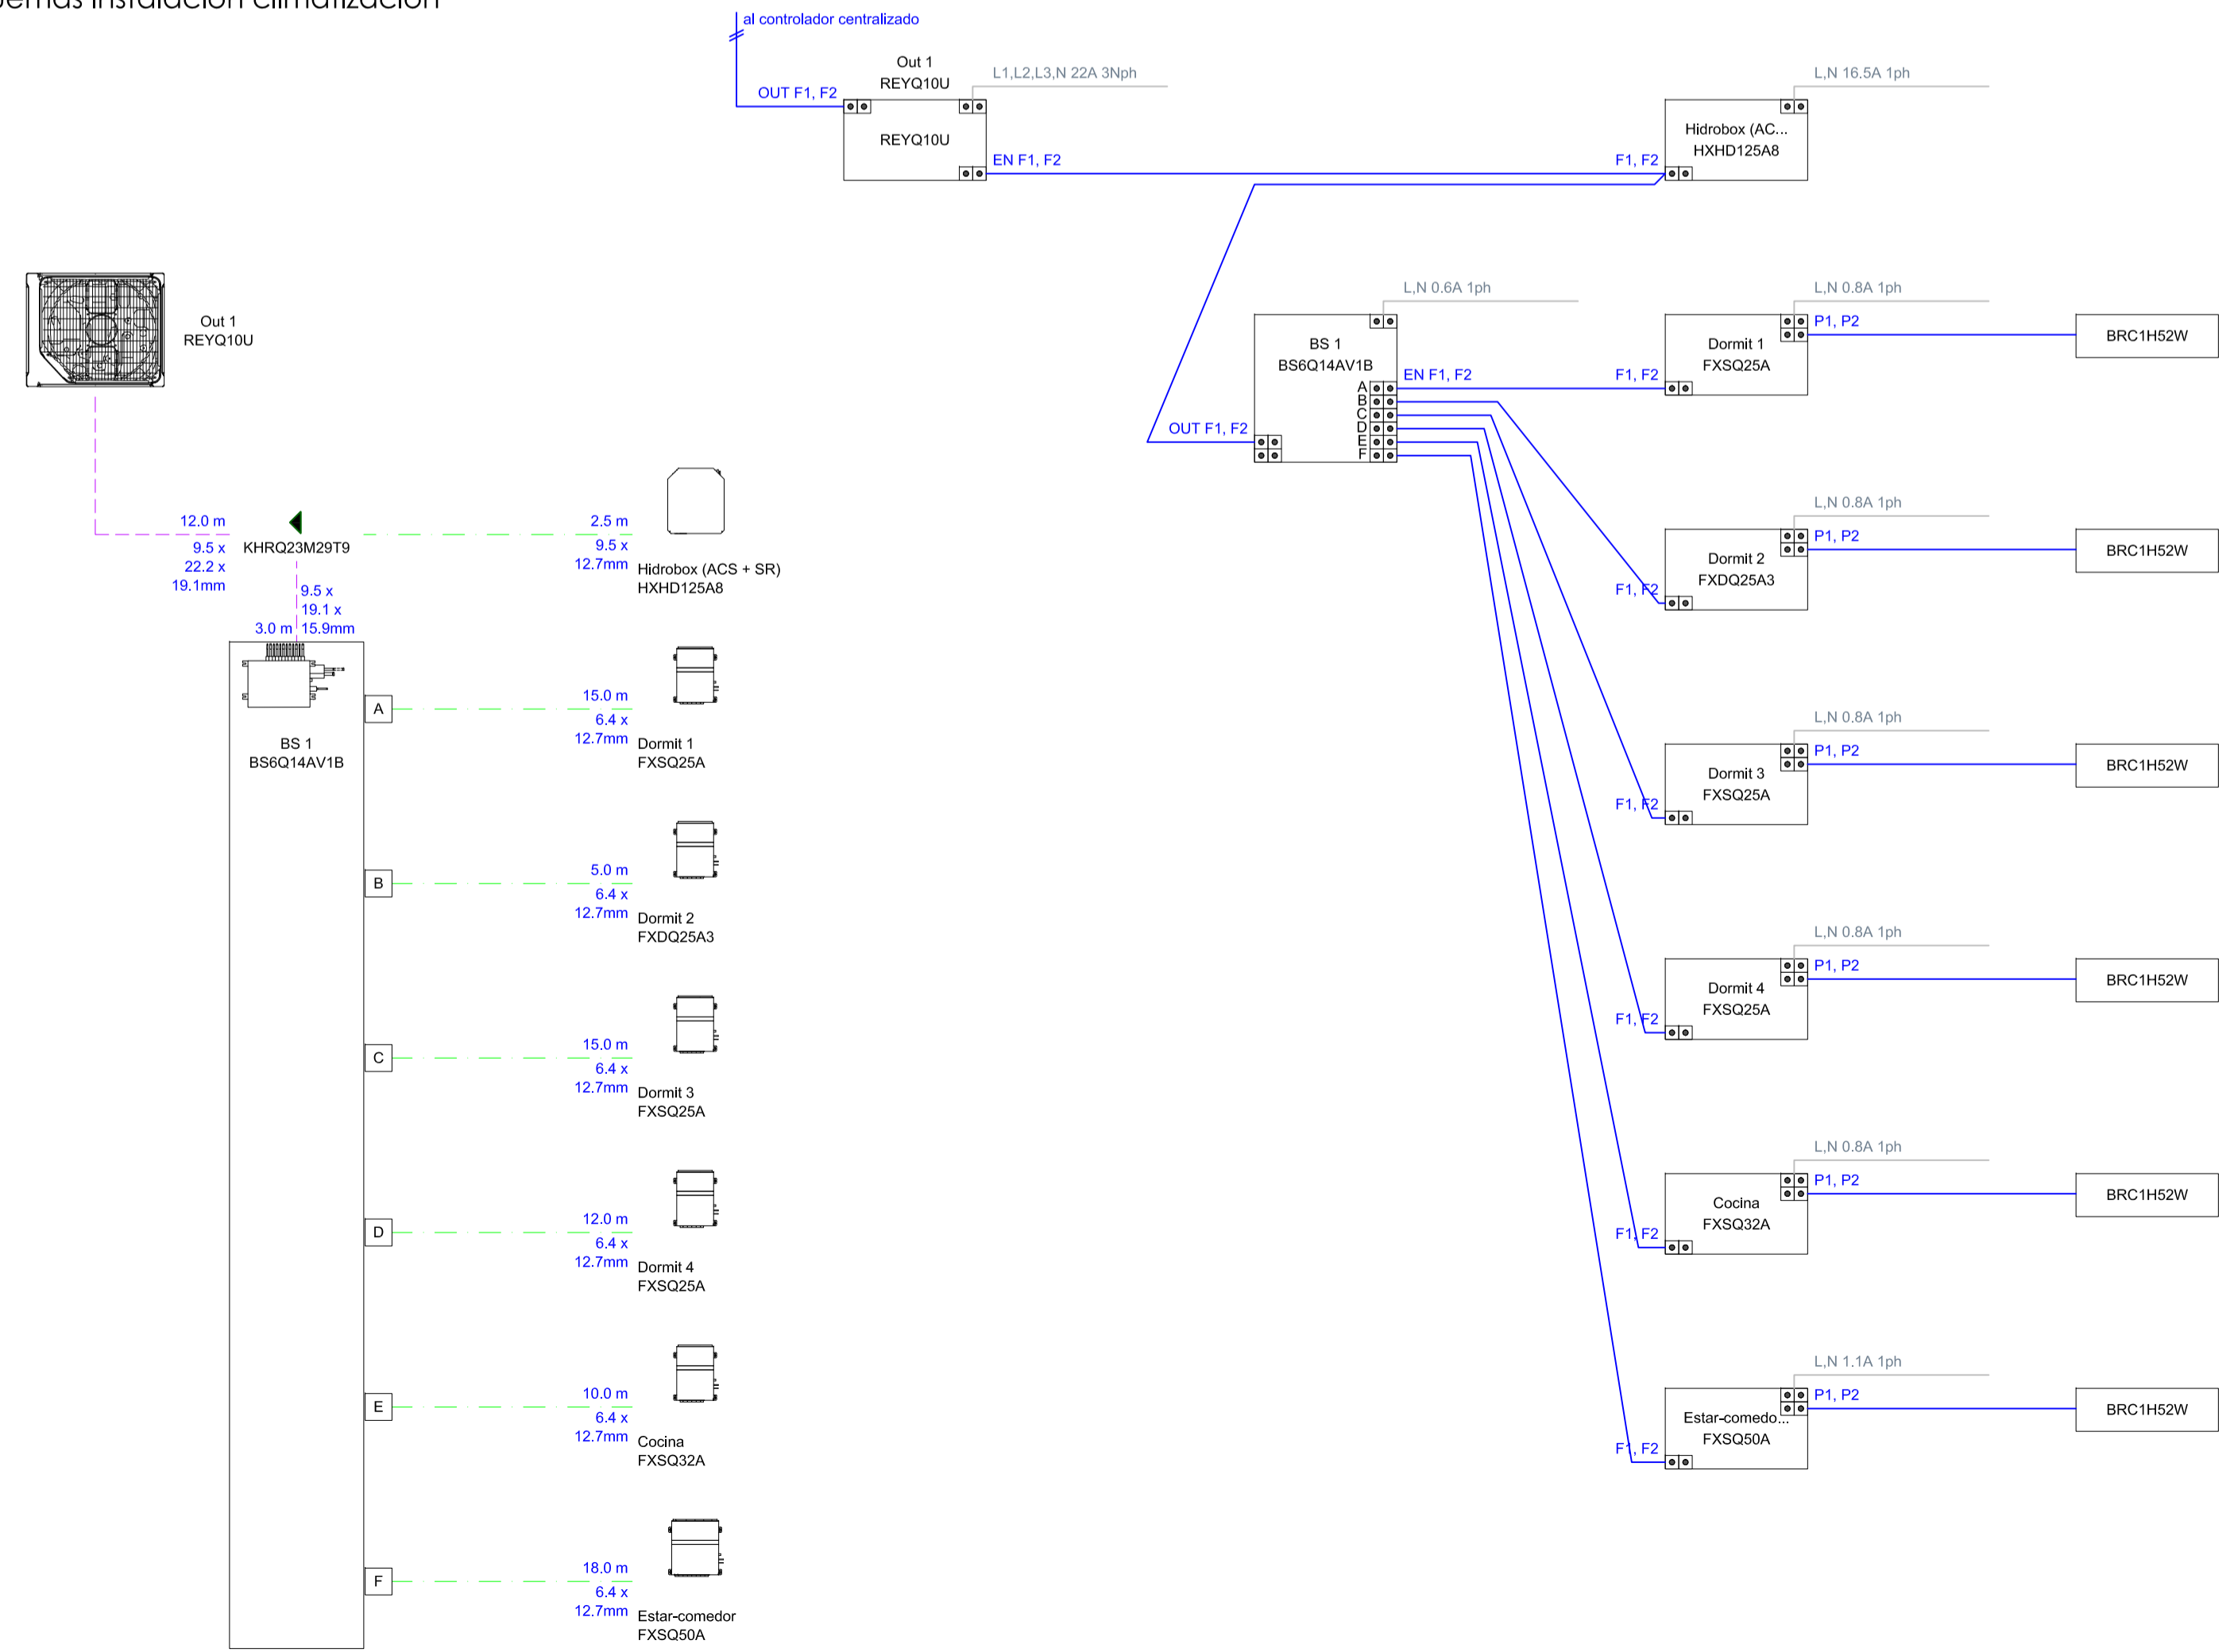 instalación climatización
al controlador centralizado
Out 1
REYQ10U
L1,L2,L3,N 22A 3Nph
OUT F1, F2
REYQ10U
EN F1, F2
L,N 16.5A 1ph
Hidrobox (AC...
HXHD125A8
F1, F2
Out 1
REYQ10U
12.0 m
9.5 x
22.2 x
19.1mm
KHRQ23M29T9
2.5 m
9.5 x
12.7mm
Hidrobox (ACS + SR)
HXHD125A8
9.5 x
19.1 x
3.0 m 15.9mm
BS 1
BS6Q14AV1B
A
15.0 m
6.4 x
12.7mm
Dormit 1
FXSQ25A
B
5.0 m
6.4 x
12.7mm
Dormit 2
FXDQ25A3
C
15.0 m
6.4 x
12.7mm
Dormit 3
FXSQ25A
D
12.0 m
6.4 x
12.7mm
Dormit 4
FXSQ25A
E
10.0 m
6.4 x
12.7mm
Cocina
FXSQ32A
F
18.0 m
6.4 x
12.7mm
Estar-comedor
FXSQ50A
L,N 0.6A 1ph
BS 1
BS6Q14AV1B
A
B
C
D
E
F
EN F1, F2
OUT F1, F2
L,N 0.8A 1ph
P1, P2
Dormit 1
FXSQ25A
F1, F2
BRC1H52W
L,N 0.8A 1ph
P1, P2
Dormit 2
FXDQ25A3
F1, F2
BRC1H52W
L,N 0.8A 1ph
P1, P2
Dormit 3
FXSQ25A
F1, F2
BRC1H52W
L,N 0.8A 1ph
P1, P2
Dormit 4
FXSQ25A
F1, F2
BRC1H52W
L,N 0.8A 1ph
P1, P2
Cocina
FXSQ32A
F1, F2
BRC1H52W
L,N 1.1A 1ph
P1, P2
Estar-comedo...
FXSQ50A
F1, F2
BRC1H52W